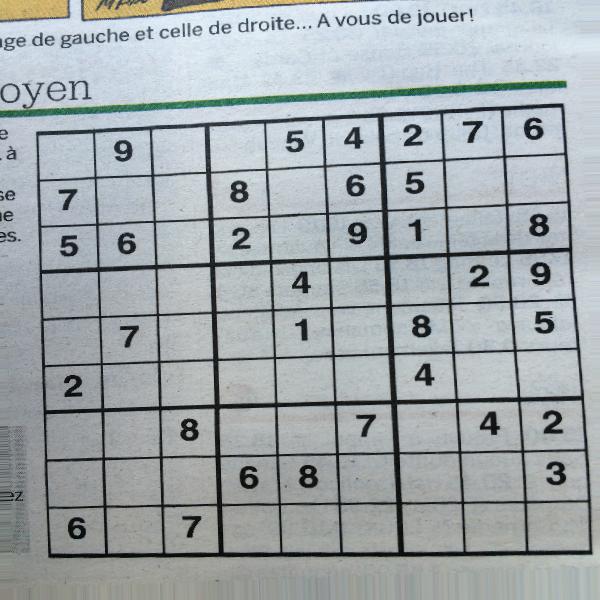 age de gauche et celle de droite... A vous de jouer!
oyen
e
à
se
ne
es.
ez
9 5 4 2 7 6
7 8 6 5
5 6 2 9 1 8
4 2 9
7 1 8 5
2 4
8 7 4 2
6 8 3
6 7